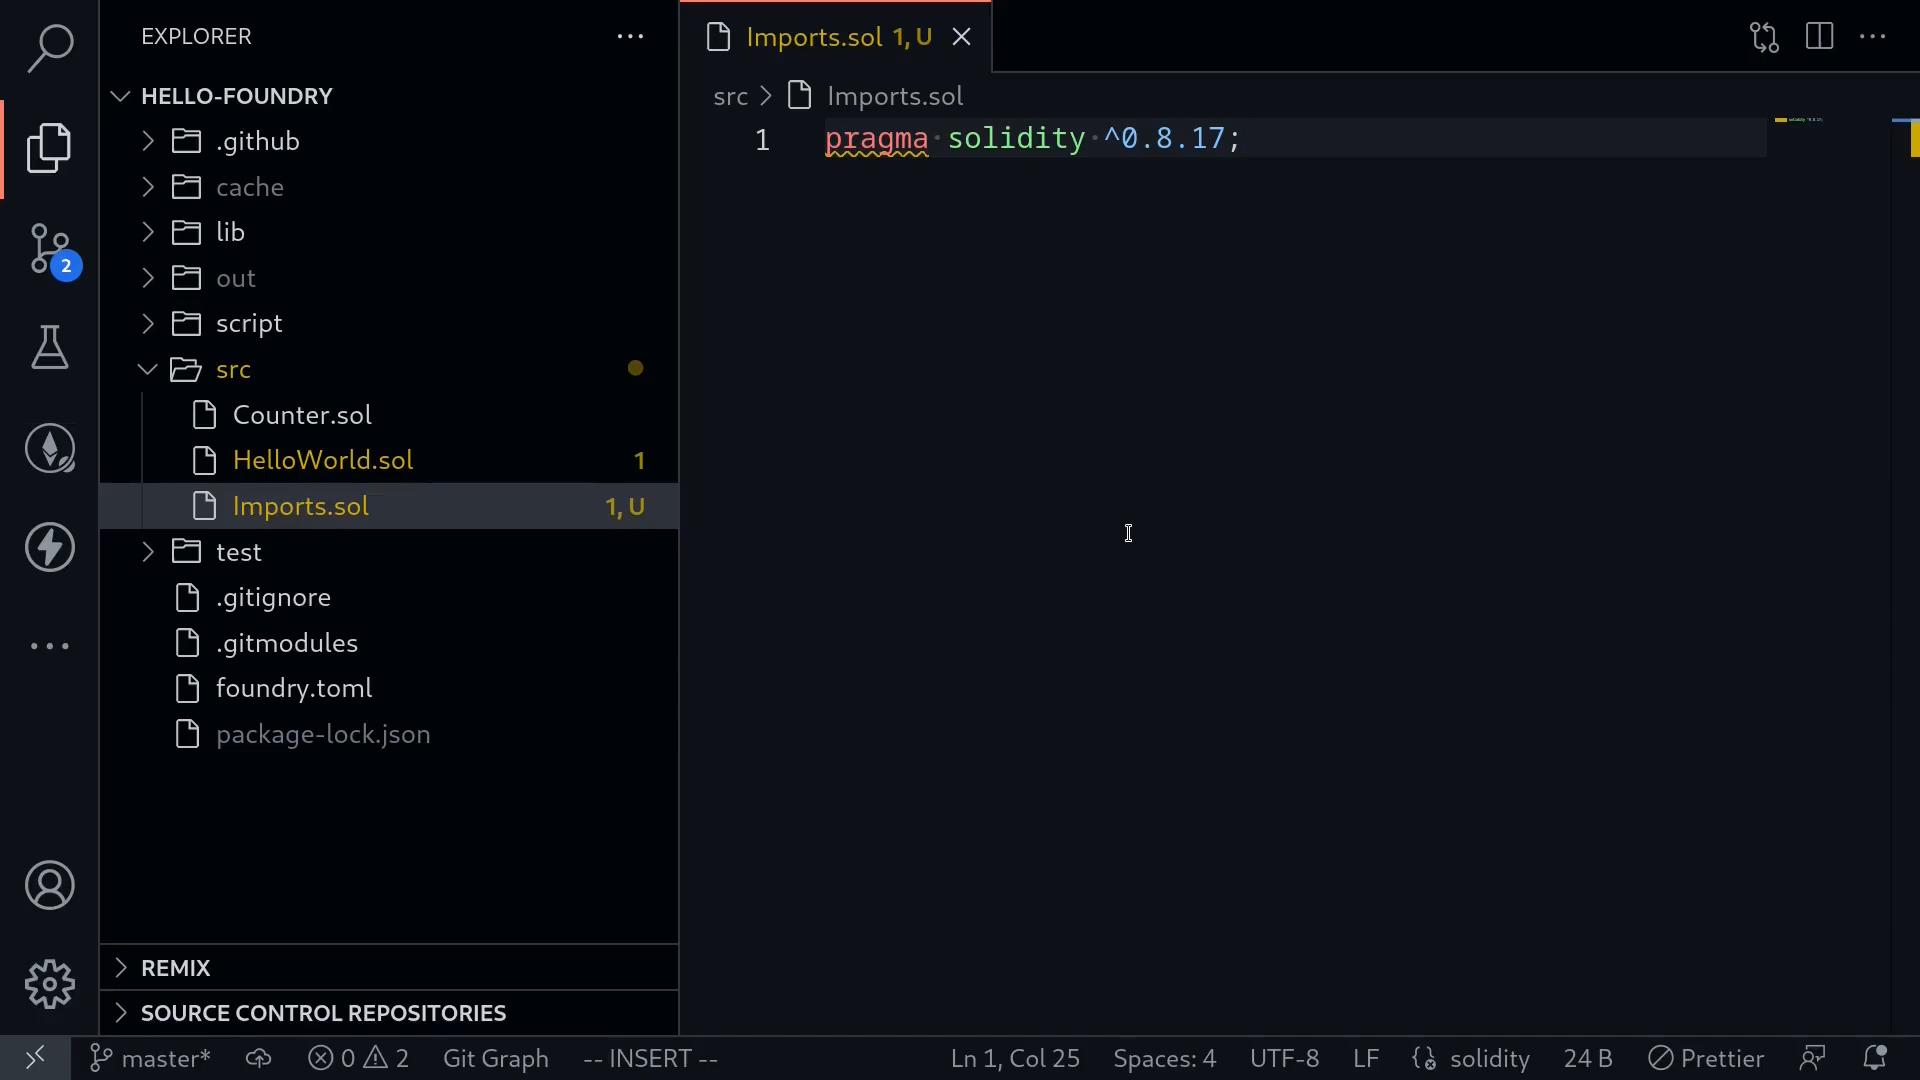 EXPLORER
HELLO-FOUNDRY
.github
cache
lib
out
script
src
Counter.sol
HelloWorld.sol 1
Imports.sol 1, U
test
.gitignore
.gitmodules
foundry.toml
package-lock.json
REMIX
SOURCE CONTROL REPOSITORIES
2
Imports.sol 1, U
src > Imports.sol
1 pragma solidity ^0.8.17;
master* 0 2 Git Graph -- INSERT -- Ln 1, Col 25 Spaces: 4 UTF-8 LF solidity 24 B Prettier